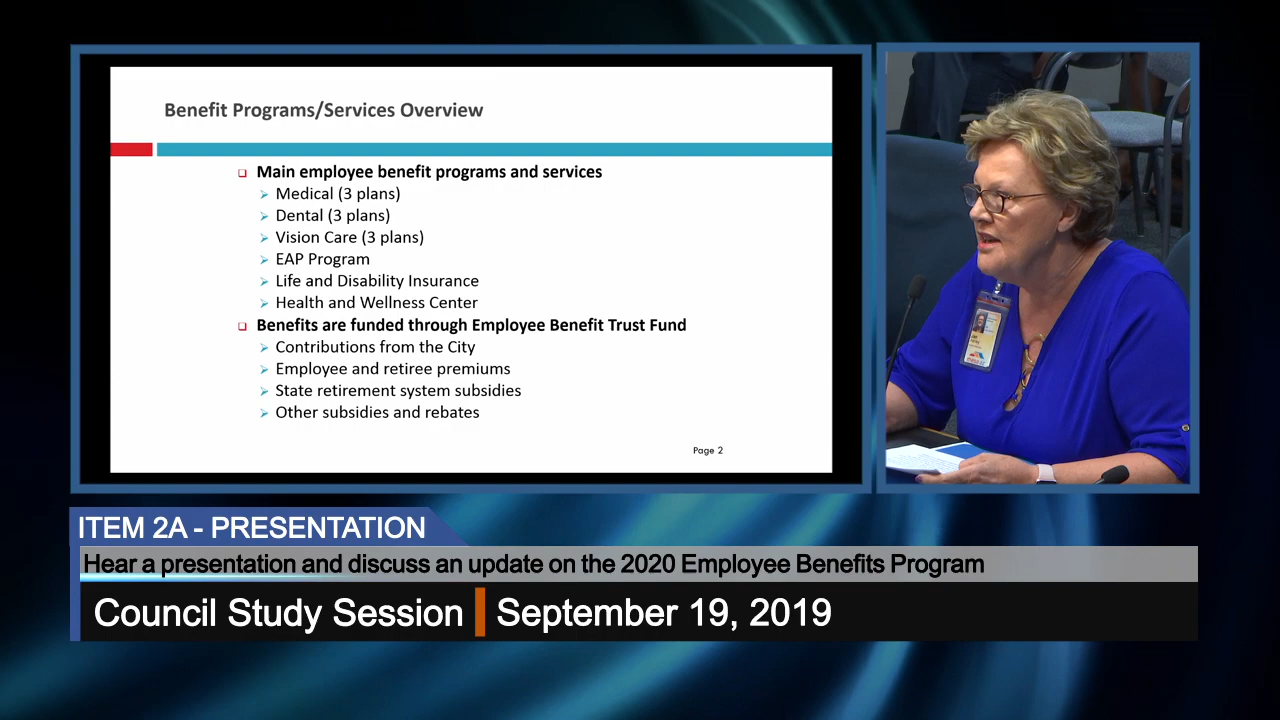 Benefit Programs/Services Overview
Main employee benefit programs and services
Medical (3 plans)
Dental (3 plans)
Vision Care (3 plans)
EAP Program
Life and Disability Insurance
Health and Wellness Center
Benefits are funded through Employee Benefit Trust Fund
Contributions from the City
Employee and retiree premiums
State retirement system subsidies
Other subsidies and rebates
Page 2
ITEM 2A - PRESENTATION
Hear a presentation and discuss an update on the 2020 Employee Benefits Program
Council Study Session
September 19, 2019